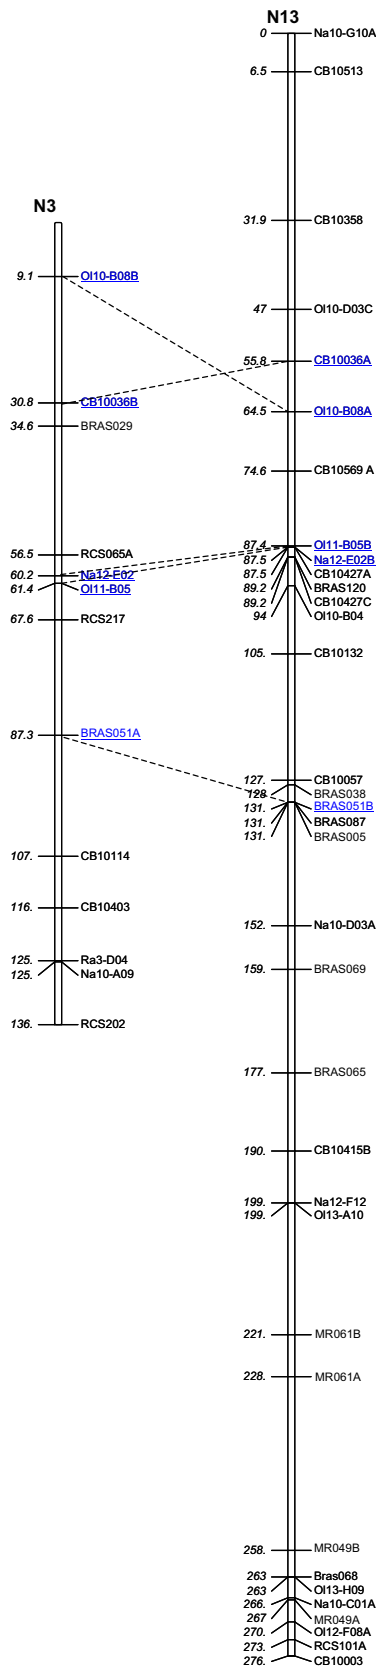 N13
0 Na10-G10A
6.5 CB10513
31.9 CB10358
47 Ol10-D03C
55.8 CB10036A
64.5 Ol10-B08A
74.6 CB10569 A
87.4 Ol11-B05B
87.5 Na12-E02B
87.5 CB10427A
89.2 BRAS120
89.2 CB10427C
94 Ol10-B04
105. CB10132
127. CB10057
128 BRAS038
131. BRAS051B
131. BRAS087
131. BRAS005
152. Na10-D03A
159. BRAS069
177. BRAS065
190. CB10415B
199. Na12-F12
199. Ol13-A10
221. MR061B
228. MR061A
258. MR049B
263 Bras068
263 Ol13-H09
266. Na10-C01A
267 MR049A
270. Ol12-F08A
273. RCS101A
276. CB10003
N3
9.1 Ol10-B08B
30.8 CB10036B
34.6 BRAS029
56.5 RCS065A
60.2 Na12-E02
61.4 Ol11-B05
67.6 RCS217
87.3 BRAS051A
107. CB10114
116. CB10403
125. Ra3-D04
125. Na10-A09
136. RCS202